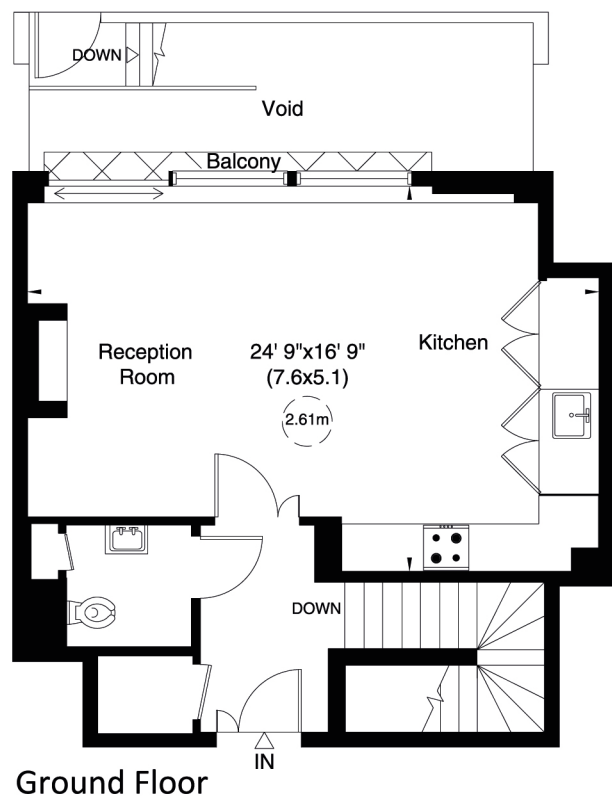 DOWN
Void
Balcony
Reception
Room
24' 9"x16' 9"
(7.6x5.1)
2.61m
Kitchen
DOWN
IN
Ground Floor